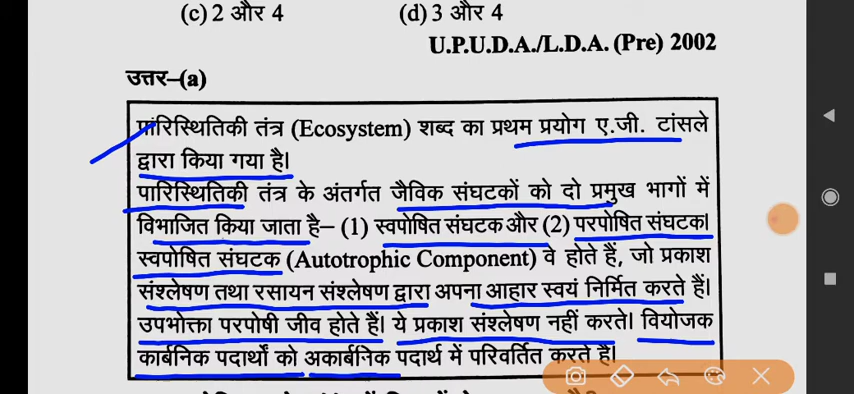 (c) 2 और 4 (d) 3 और 4
U.P.U.D.A./L.D.A. (Pre) 2002
उत्तर–(a)
पारिस्थितिकी तंत्र (Ecosystem) शब्द का प्रथम प्रयोग ए.जी. टांसले
द्वारा किया गया है।
पारिस्थितिकी तंत्र के अंतर्गत जैविक संघटकों को दो प्रमुख भागों में
विभाजित किया जाता है– (1) स्वपोषित संघटक और (2) परपोषित संघटक।
स्वपोषित संघटक (Autotrophic Component) वे होते हैं, जो प्रकाश
संश्लेषण तथा रसायन संश्लेषण द्वारा अपना आहार स्वयं निर्मित करते हैं।
उपभोक्ता परपोषी जीव होते हैं। ये प्रकाश संश्लेषण नहीं करते। वियोजक
कार्बनिक पदार्थों को अकार्बनिक पदार्थ में परिवर्तित करते हैं।